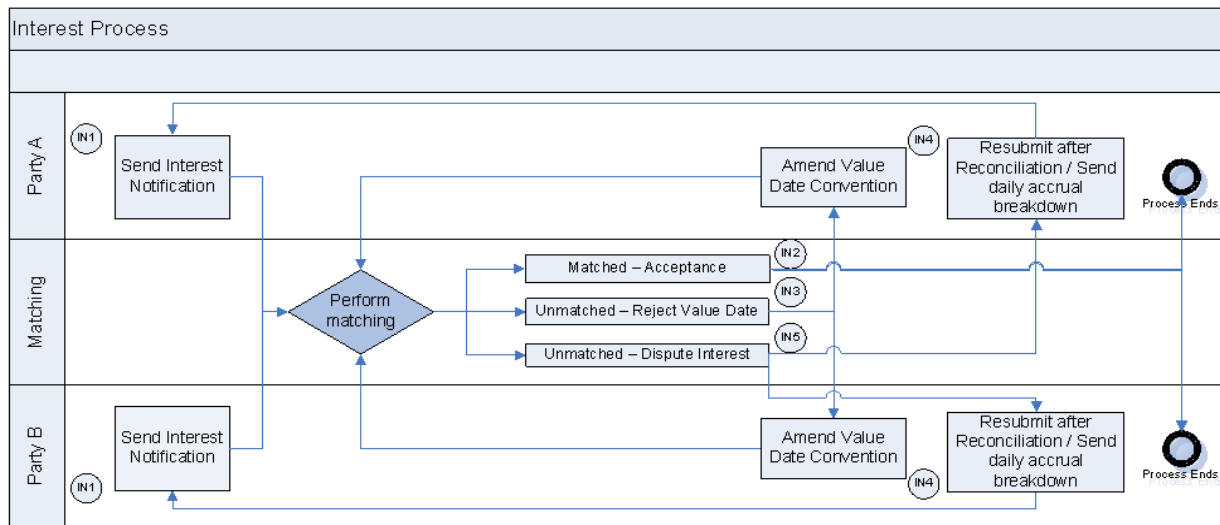 Interest Process
Party A
IN1
Send Interest
Notification
Amend Value
Date Convention
IN4
Resubmit after
Reconciliation / Send
daily accrual
breakdown
Process Ends
Matching
Perform
matching
Matched – Acceptance
IN2
Unmatched – Reject Value Date
IN3
Unmatched – Dispute Interest
IN5
Party B
IN1
Send Interest
Notification
Amend Value
Date Convention
IN4
Resubmit after
Reconciliation / Send
daily accrual
breakdown
Process Ends